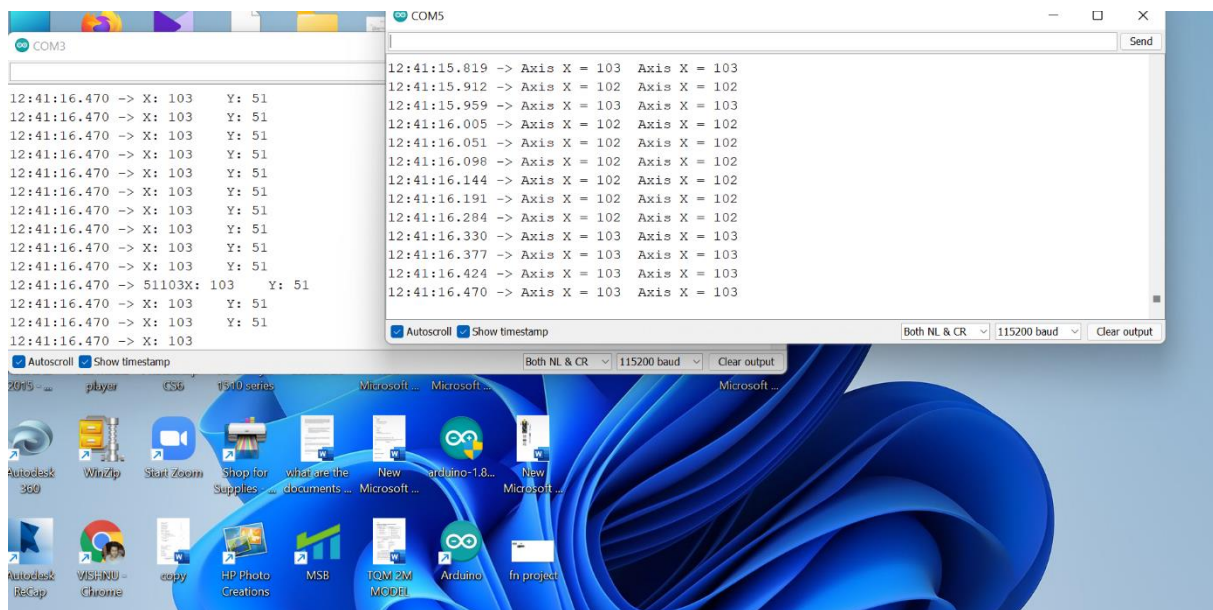 COM3
12:41:16.470 -> X: 103    Y: 51
12:41:16.470 -> X: 103    Y: 51
12:41:16.470 -> X: 103    Y: 51
12:41:16.470 -> X: 103    Y: 51
12:41:16.470 -> X: 103    Y: 51
12:41:16.470 -> X: 103    Y: 51
12:41:16.470 -> X: 103    Y: 51
12:41:16.470 -> X: 103    Y: 51
12:41:16.470 -> X: 103    Y: 51
12:41:16.470 -> X: 103    Y: 51
12:41:16.470 -> 51103X: 103    Y: 51
12:41:16.470 -> X: 103    Y: 51
12:41:16.470 -> X: 103    Y: 51
12:41:16.470 -> X: 103
Autoscroll Show timestamp Both NL & CR 115200 baud Clear output
COM5
Send
12:41:15.819 -> Axis X = 103  Axis X = 103
12:41:15.912 -> Axis X = 102  Axis X = 102
12:41:15.959 -> Axis X = 103  Axis X = 103
12:41:16.005 -> Axis X = 102  Axis X = 102
12:41:16.051 -> Axis X = 102  Axis X = 102
12:41:16.098 -> Axis X = 102  Axis X = 102
12:41:16.144 -> Axis X = 102  Axis X = 102
12:41:16.191 -> Axis X = 102  Axis X = 102
12:41:16.284 -> Axis X = 102  Axis X = 102
12:41:16.330 -> Axis X = 103  Axis X = 103
12:41:16.377 -> Axis X = 103  Axis X = 103
12:41:16.424 -> Axis X = 103  Axis X = 103
12:41:16.470 -> Axis X = 103  Axis X = 103
Autoscroll Show timestamp Both NL & CR 115200 baud Clear output
2015 - ... player CS6 1510 series Microsoft ... Microsoft ... Microsoft ...
Autodesk WinZip Start Zoom Shop for what are the New arduino-1.8... New
360 Supplies - ... documents ... Microsoft ... Microsoft ...
Autodesk VISHNU - copy HP Photo MSB TQM 2M Arduino fn project
ReCap Chrome Creations MODEL